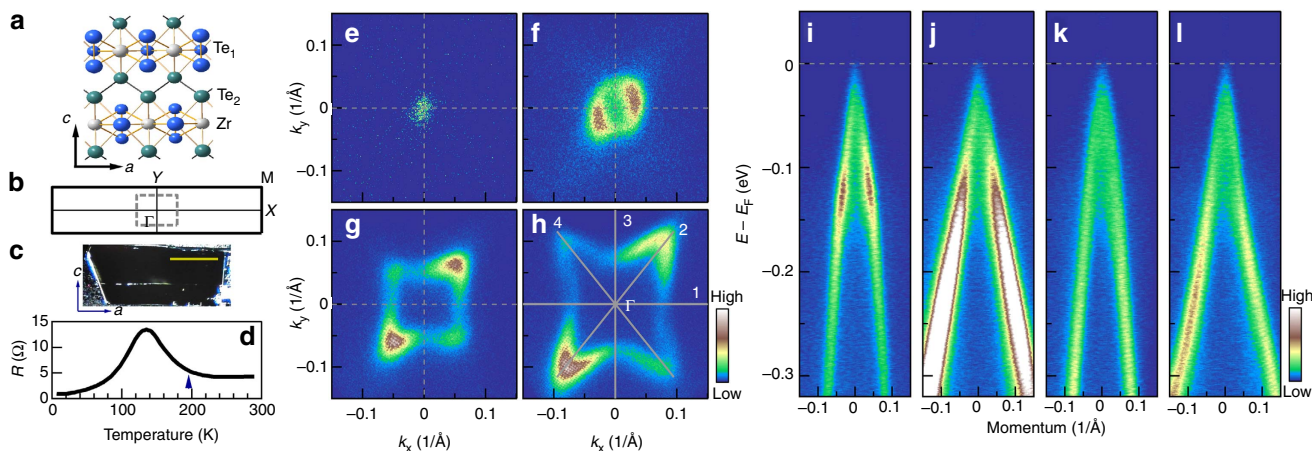 a
Te1
Te2
Zr
c
a
b
Y
M
X
Γ
c
c
a
d
R (Ω)
15
10
5
0
0
100
200
300
Temperature (K)
e
f
g
h
4
3
2
1
Γ
ky (1/Å)
0.1
0
−0.1
ky (1/Å)
0.1
0
−0.1
−0.1
0
0.1
kx (1/Å)
−0.1
0
0.1
kx (1/Å)
High
Low
i
j
k
l
E − EF (eV)
0
−0.1
−0.2
−0.3
−0.1
0
0.1
−0.1
0
0.1
−0.1
0
0.1
−0.1
0
0.1
Momentum (1/Å)
High
Low